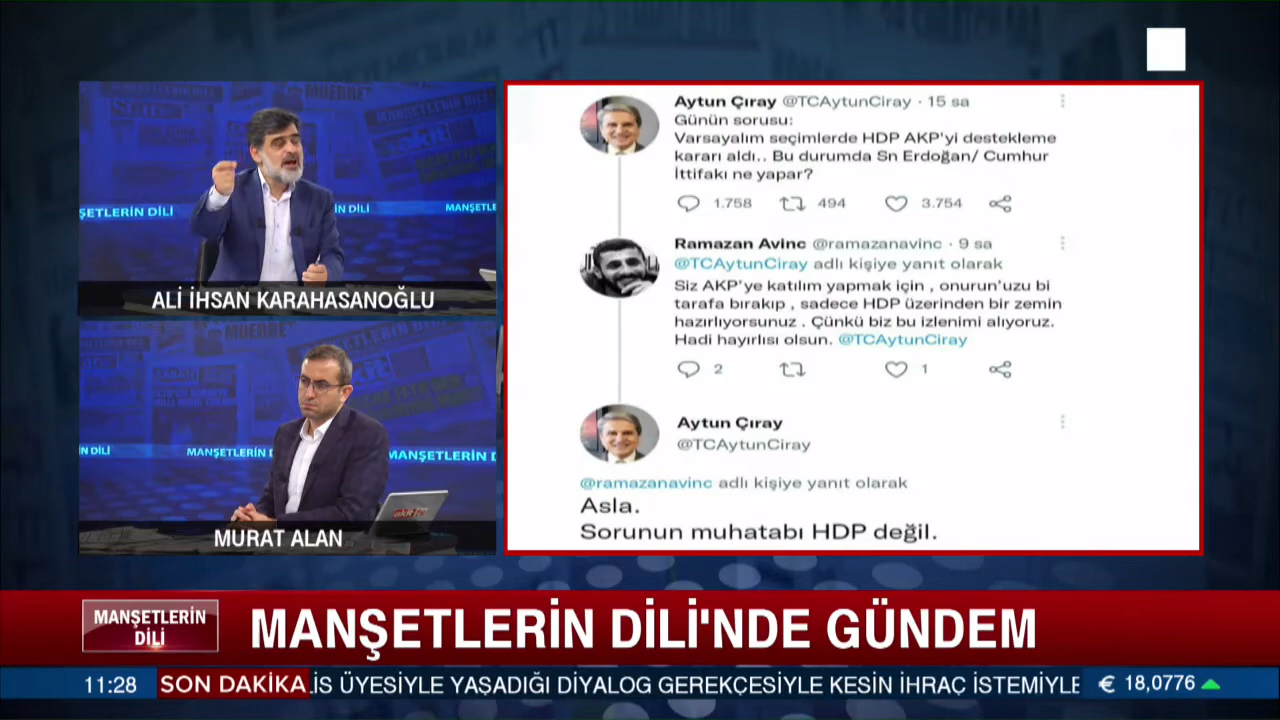 MANŞETLERİN DİLİ
ŞETLERİN DİLİ
İN DİLİ
MANŞETLE
ALİ İHSAN KARAHASANOĞLU
N DİLİ
MANŞETLERİN D
MANŞETLERİN D
akit tv
MURAT ALAN
Aytun Çıray @TCAytunCiray · 15 sa
Günün sorusu:
Varsayalım seçimlerde HDP AKP'yi destekleme
kararı aldı.. Bu durumda Sn Erdoğan/ Cumhur
İttifakı ne yapar?
1.758 494 3.754
Ramazan Avinc @ramazanavinc · 9 sa
@TCAytunCiray adlı kişiye yanıt olarak
Siz AKP'ye katılım yapmak için , onurun'uzu bi
tarafa bırakıp , sadece HDP üzerinden bir zemin
hazırlıyorsunuz . Çünkü biz bu izlenimi alıyoruz.
Hadi hayırlısı olsun. @TCAytunCiray
2 1
Aytun Çıray
@TCAytunCiray
@ramazanavinc adlı kişiye yanıt olarak
Asla.
Sorunun muhatabı HDP değil.
MANŞETLERİN
DİLİ
MANŞETLERİN DİLİ'NDE GÜNDEM
11:28 SON DAKİKA LİS ÜYESİYLE YAŞADIĞI DİYALOG GEREKÇESİYLE KESİN İHRAÇ İSTEMİYLE € 18,0776